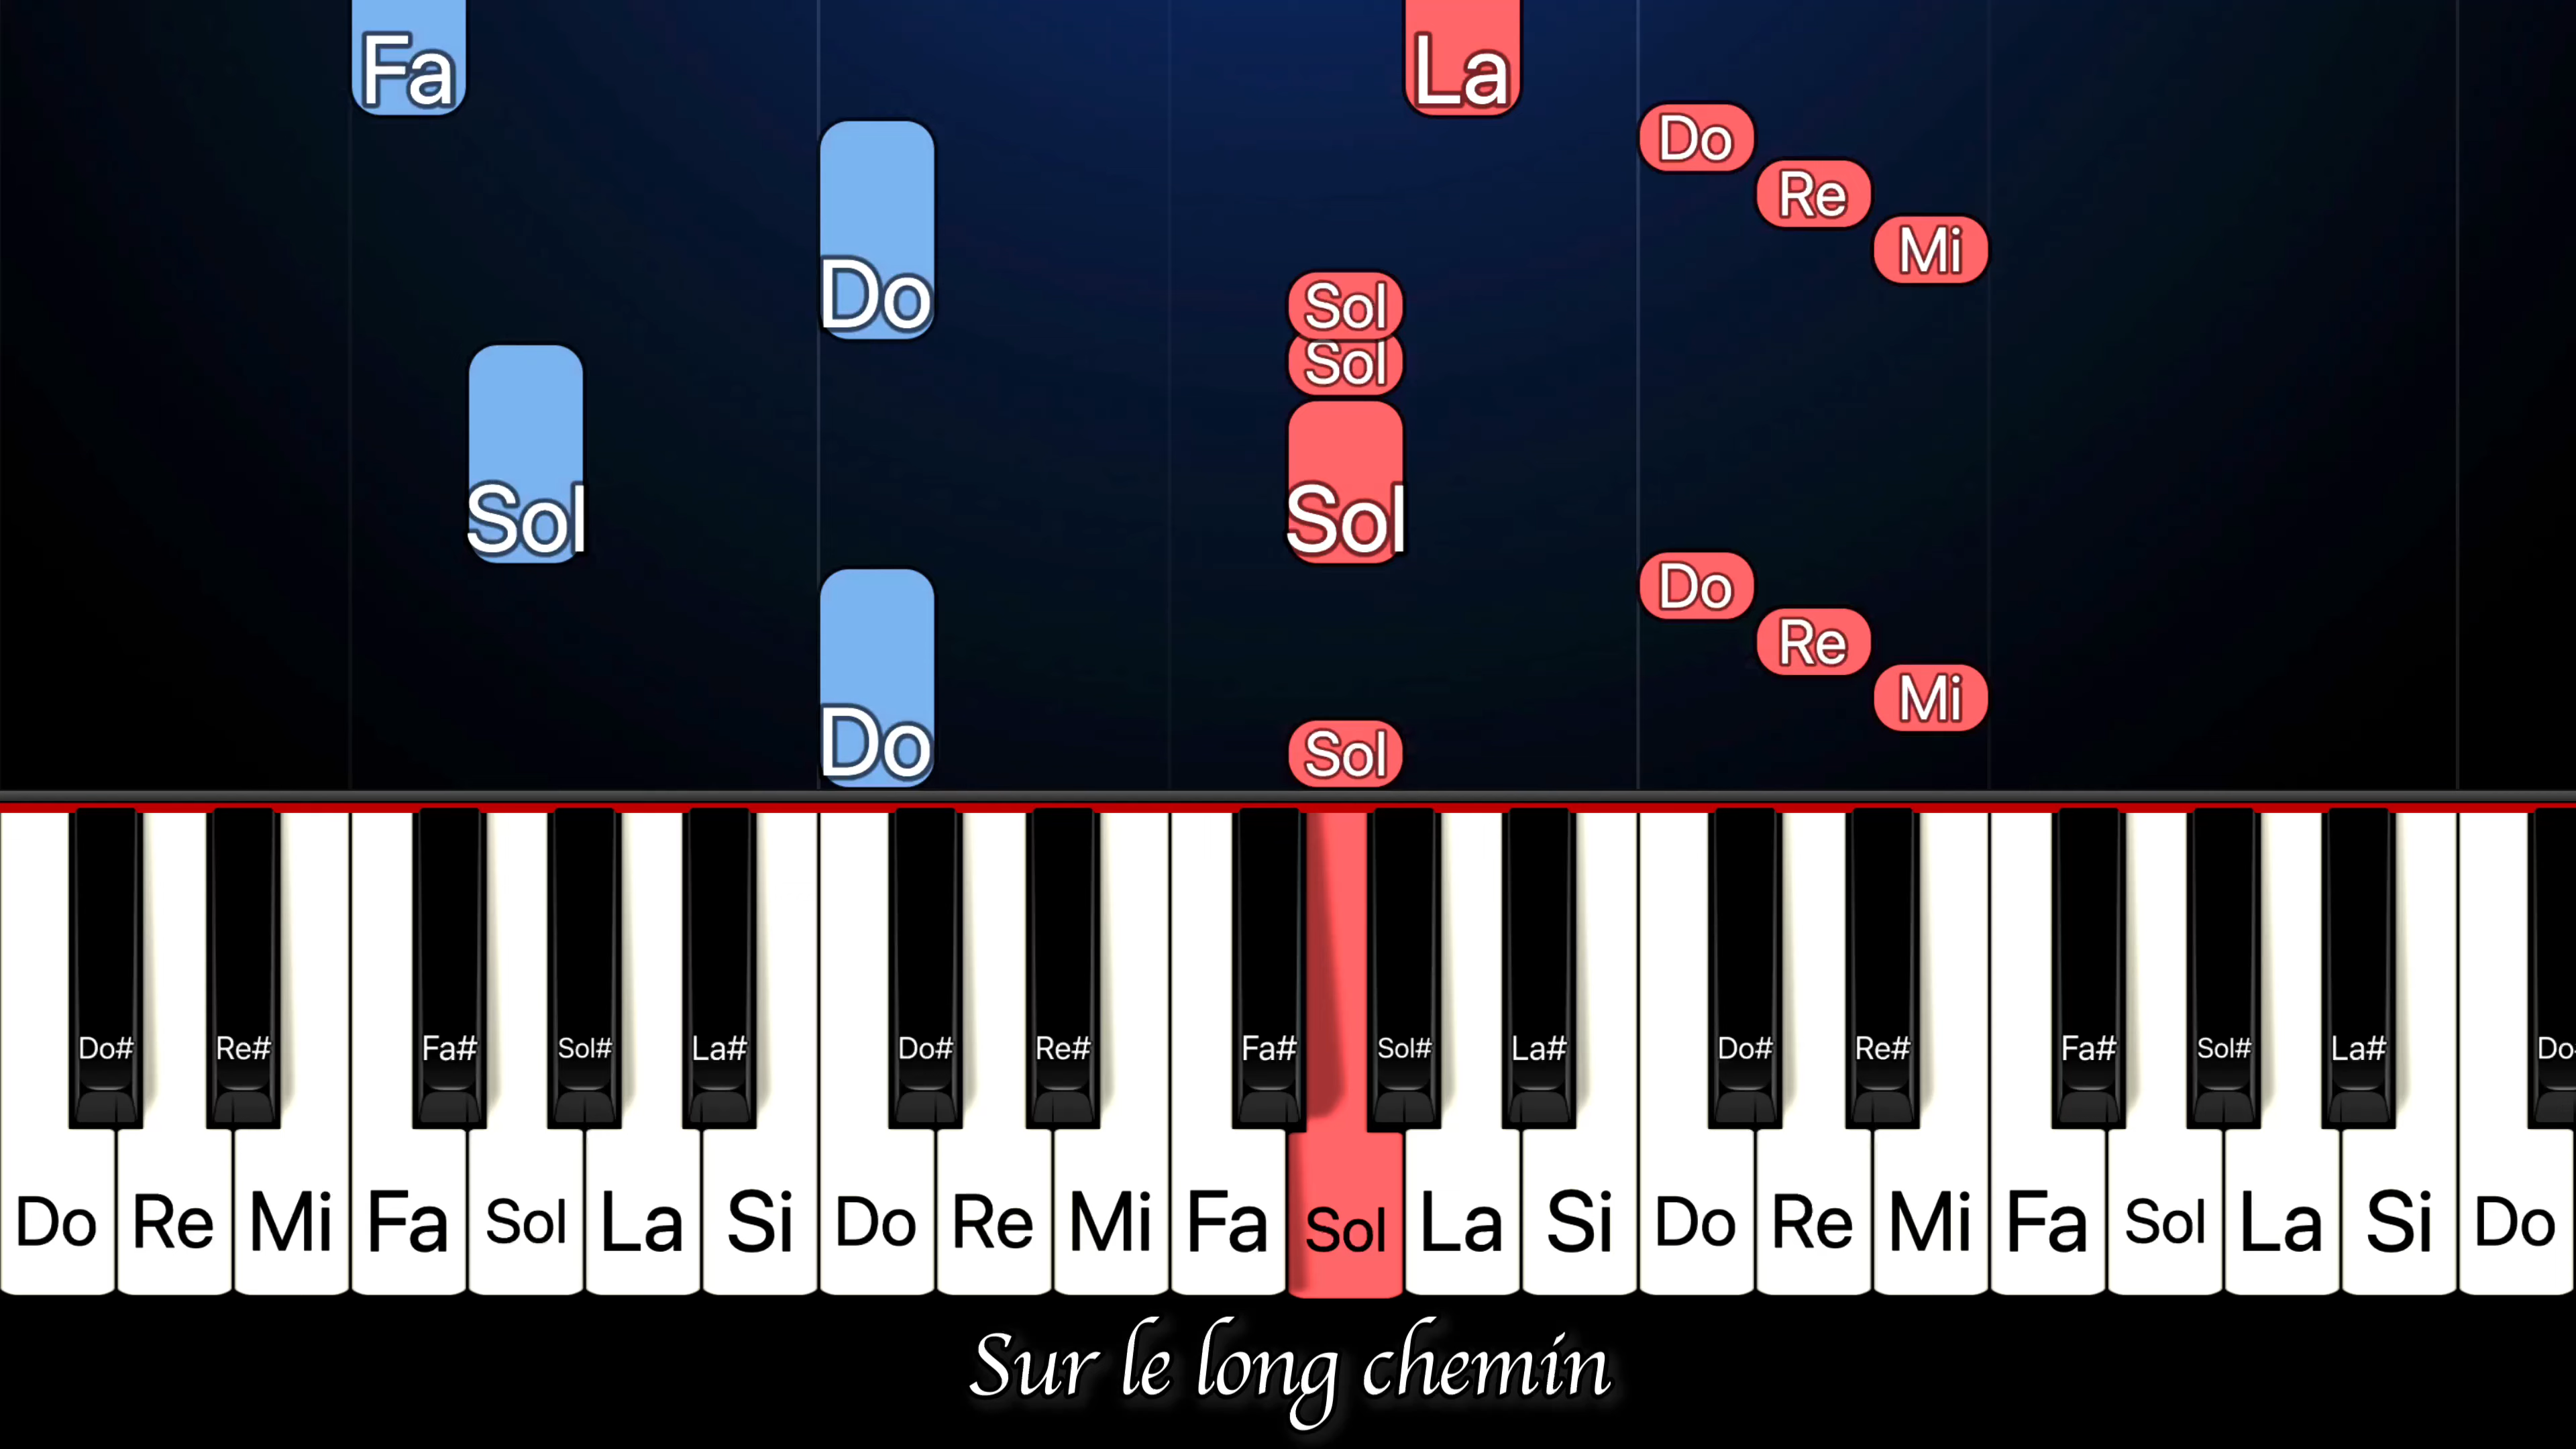 Fa La
Do
Re
Mi
Do Sol
Sol
Sol Sol
Do
Re
Mi
Do Sol
Do# Re# Fa# Sol# La# Do# Re# Fa# Sol# La# Do# Re# Fa# Sol# La# Do
Do Re Mi Fa Sol La Si Do Re Mi Fa Sol La Si Do Re Mi Fa Sol La Si Do
Sur le long chemin